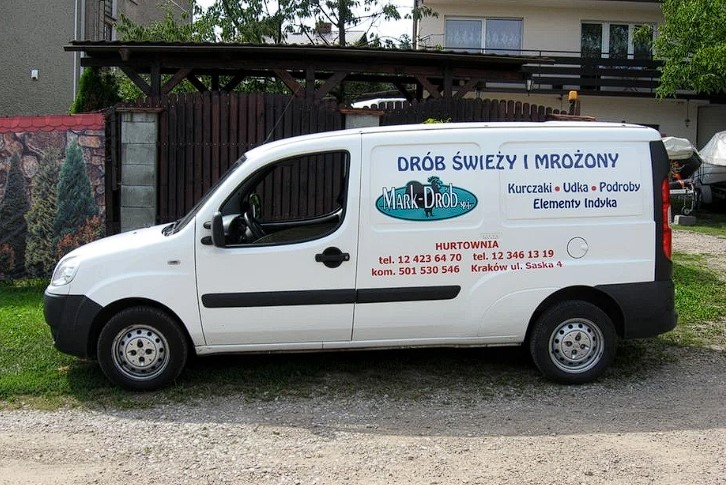 DRÓB ŚWIEŻY I MROŻONY
MARK-DRÓB
Kurczaki • Udka • Podroby
Elementy Indyka
HURTOWNIA
tel. 12 423 64 70 tel. 12 346 13 19
kom. 501 530 546 Kraków ul. Saska 4